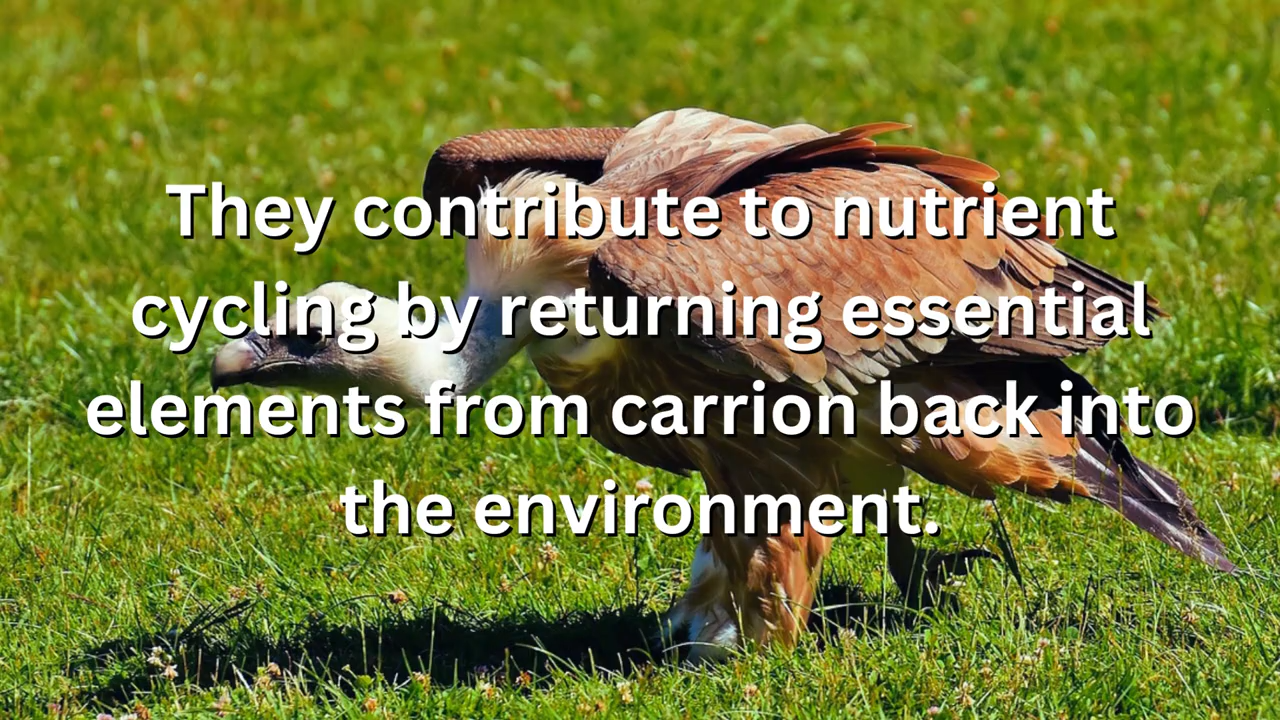 They contribute to nutrient
cycling by returning essential
elements from carrion back into
the environment.